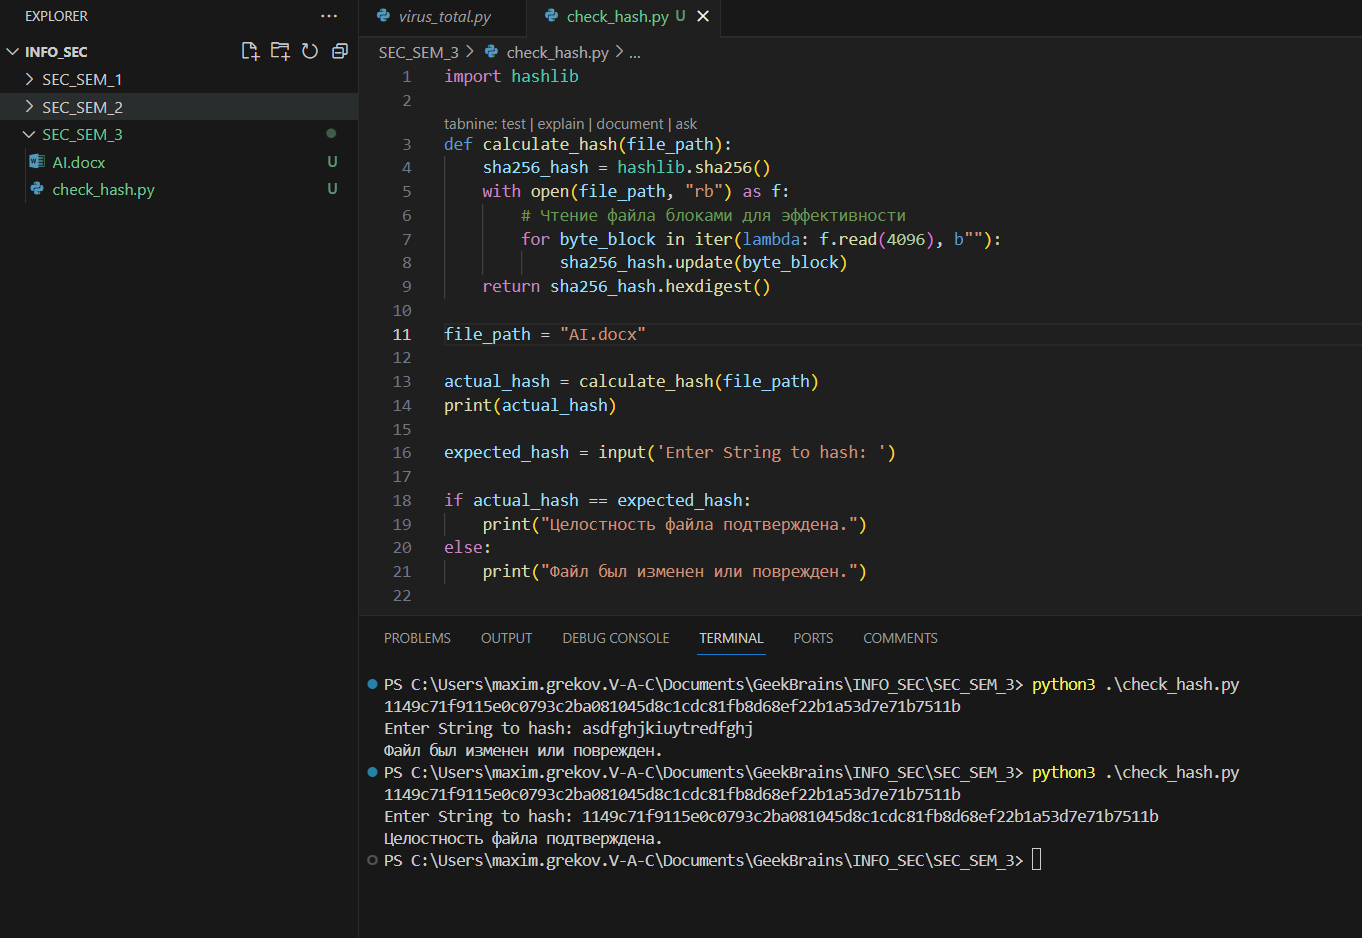 EXPLORER
...
INFO_SEC
SEC_SEM_1
SEC_SEM_2
SEC_SEM_3
AI.docx U
check_hash.py U
virus_total.py
check_hash.py U
SEC_SEM_3 > check_hash.py > ...
1 import hashlib
2
tabnine: test | explain | document | ask
3 def calculate_hash(file_path):
4 sha256_hash = hashlib.sha256()
5 with open(file_path, "rb") as f:
6 # Чтение файла блоками для эффективности
7 for byte_block in iter(lambda: f.read(4096), b""):
8 sha256_hash.update(byte_block)
9 return sha256_hash.hexdigest()
10
11 file_path = "AI.docx"
12
13 actual_hash = calculate_hash(file_path)
14 print(actual_hash)
15
16 expected_hash = input('Enter String to hash: ')
17
18 if actual_hash == expected_hash:
19 print("Целостность файла подтверждена.")
20 else:
21 print("Файл был изменен или поврежден.")
22
PROBLEMS OUTPUT DEBUG CONSOLE TERMINAL PORTS COMMENTS
PS C:\Users\maxim.grekov.V-A-C\Documents\GeekBrains\INFO_SEC\SEC_SEM_3> python3 .\check_hash.py
1149c71f9115e0c0793c2ba081045d8c1cdc81fb8d68ef22b1a53d7e71b7511b
Enter String to hash: asdfghjkiuytredfghj
Файл был изменен или поврежден.
PS C:\Users\maxim.grekov.V-A-C\Documents\GeekBrains\INFO_SEC\SEC_SEM_3> python3 .\check_hash.py
1149c71f9115e0c0793c2ba081045d8c1cdc81fb8d68ef22b1a53d7e71b7511b
Enter String to hash: 1149c71f9115e0c0793c2ba081045d8c1cdc81fb8d68ef22b1a53d7e71b7511b
Целостность файла подтверждена.
PS C:\Users\maxim.grekov.V-A-C\Documents\GeekBrains\INFO_SEC\SEC_SEM_3>